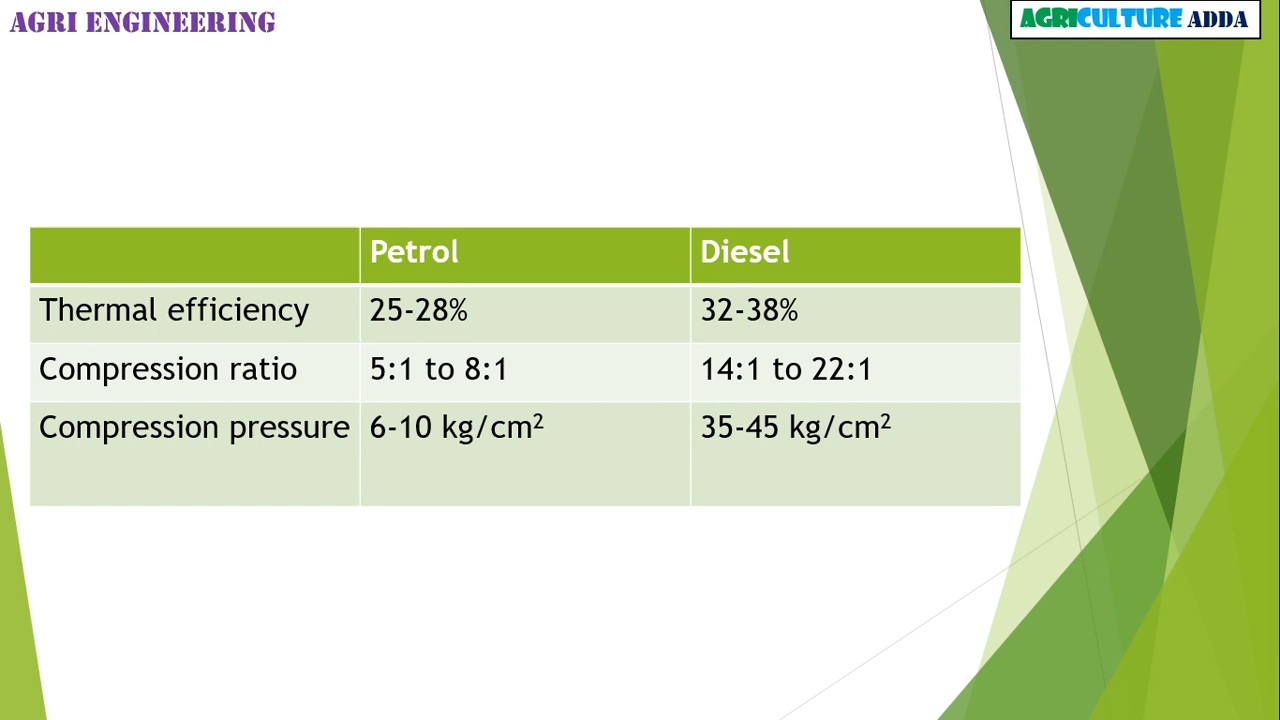 AGRI ENGINEERING
AGRICULTURE ADDA
Petrol Diesel
Thermal efficiency 25-28% 32-38%
Compression ratio 5:1 to 8:1 14:1 to 22:1
Compression pressure 6-10 kg/cm² 35-45 kg/cm²